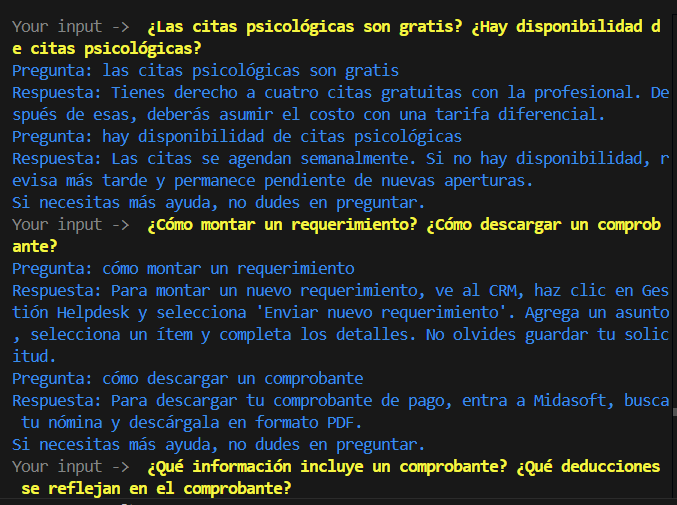 Your input -> ¿Las citas psicológicas son gratis? ¿Hay disponibilidad d
e citas psicológicas?
Pregunta: las citas psicológicas son gratis
Respuesta: Tienes derecho a cuatro citas gratuitas con la profesional. De
spués de esas, deberás asumir el costo con una tarifa diferencial.
Pregunta: hay disponibilidad de citas psicológicas
Respuesta: Las citas se agendan semanalmente. Si no hay disponibilidad, r
evisa más tarde y permanece pendiente de nuevas aperturas.
Si necesitas más ayuda, no dudes en preguntar.
Your input -> ¿Cómo montar un requerimiento? ¿Cómo descargar un comprob
ante?
Pregunta: cómo montar un requerimiento
Respuesta: Para montar un nuevo requerimiento, ve al CRM, haz clic en Ges
tión Helpdesk y selecciona 'Enviar nuevo requerimiento'. Agrega un asunto
, selecciona un ítem y completa los detalles. No olvides guardar tu solic
itud.
Pregunta: cómo descargar un comprobante
Respuesta: Para descargar tu comprobante de pago, entra a Midasoft, busca
tu nómina y descárgala en formato PDF.
Si necesitas más ayuda, no dudes en preguntar.
Your input -> ¿Qué información incluye un comprobante? ¿Qué deducciones
se reflejan en el comprobante?